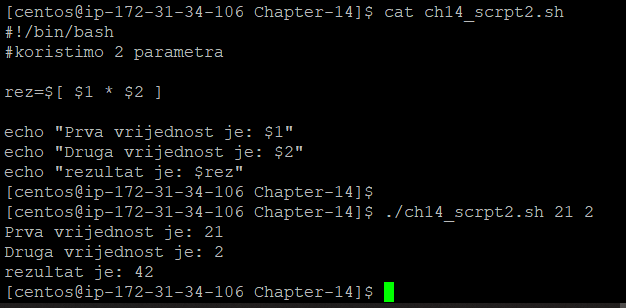 [centos@ip-172-31-34-106 Chapter-14]$ cat ch14_scrpt2.sh
#!/bin/bash
#koristimo 2 parametra
rez=$[ $1 * $2 ]
echo "Prva vrijednost je: $1"
echo "Druga vrijednost je: $2"
echo "rezultat je: $rez"
[centos@ip-172-31-34-106 Chapter-14]$
[centos@ip-172-31-34-106 Chapter-14]$ ./ch14_scrpt2.sh 21 2
Prva vrijednost je: 21
Druga vrijednost je: 2
rezultat je: 42
[centos@ip-172-31-34-106 Chapter-14]$